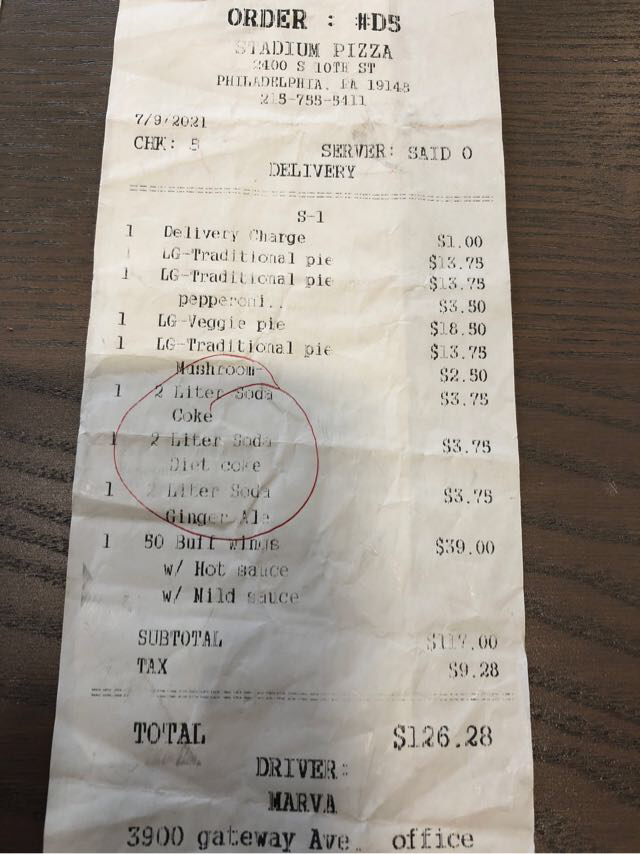 ORDER : #D5
STADIUM PIZZA
2400 S 10TH ST
PHILADELPHIA, PA 19148
215-755-5411
7/9/2021
CHK: 5 SERVER: SAID O
DELIVERY
S-1
1 Delivery Charge $1.00
1 LG-Traditional pie $13.75
1 LG-Traditional pie $13.75
pepperoni.. $3.50
1 LG-Veggie pie $18.50
1 LG-Traditional pie $13.75
Mushroom- $2.50
1 2 Liter Soda $3.75
Coke
1 2 Liter Soda $3.75
Diet coke
1 2 Liter Soda $3.75
Ginger Ale
1 50 Buff wings $39.00
w/ Hot sauce
w/ Mild sauce
SUBTOTAL $117.00
TAX $9.28
TOTAL $126.28
DRIVER:
MARVA
3900 gateway Ave. office